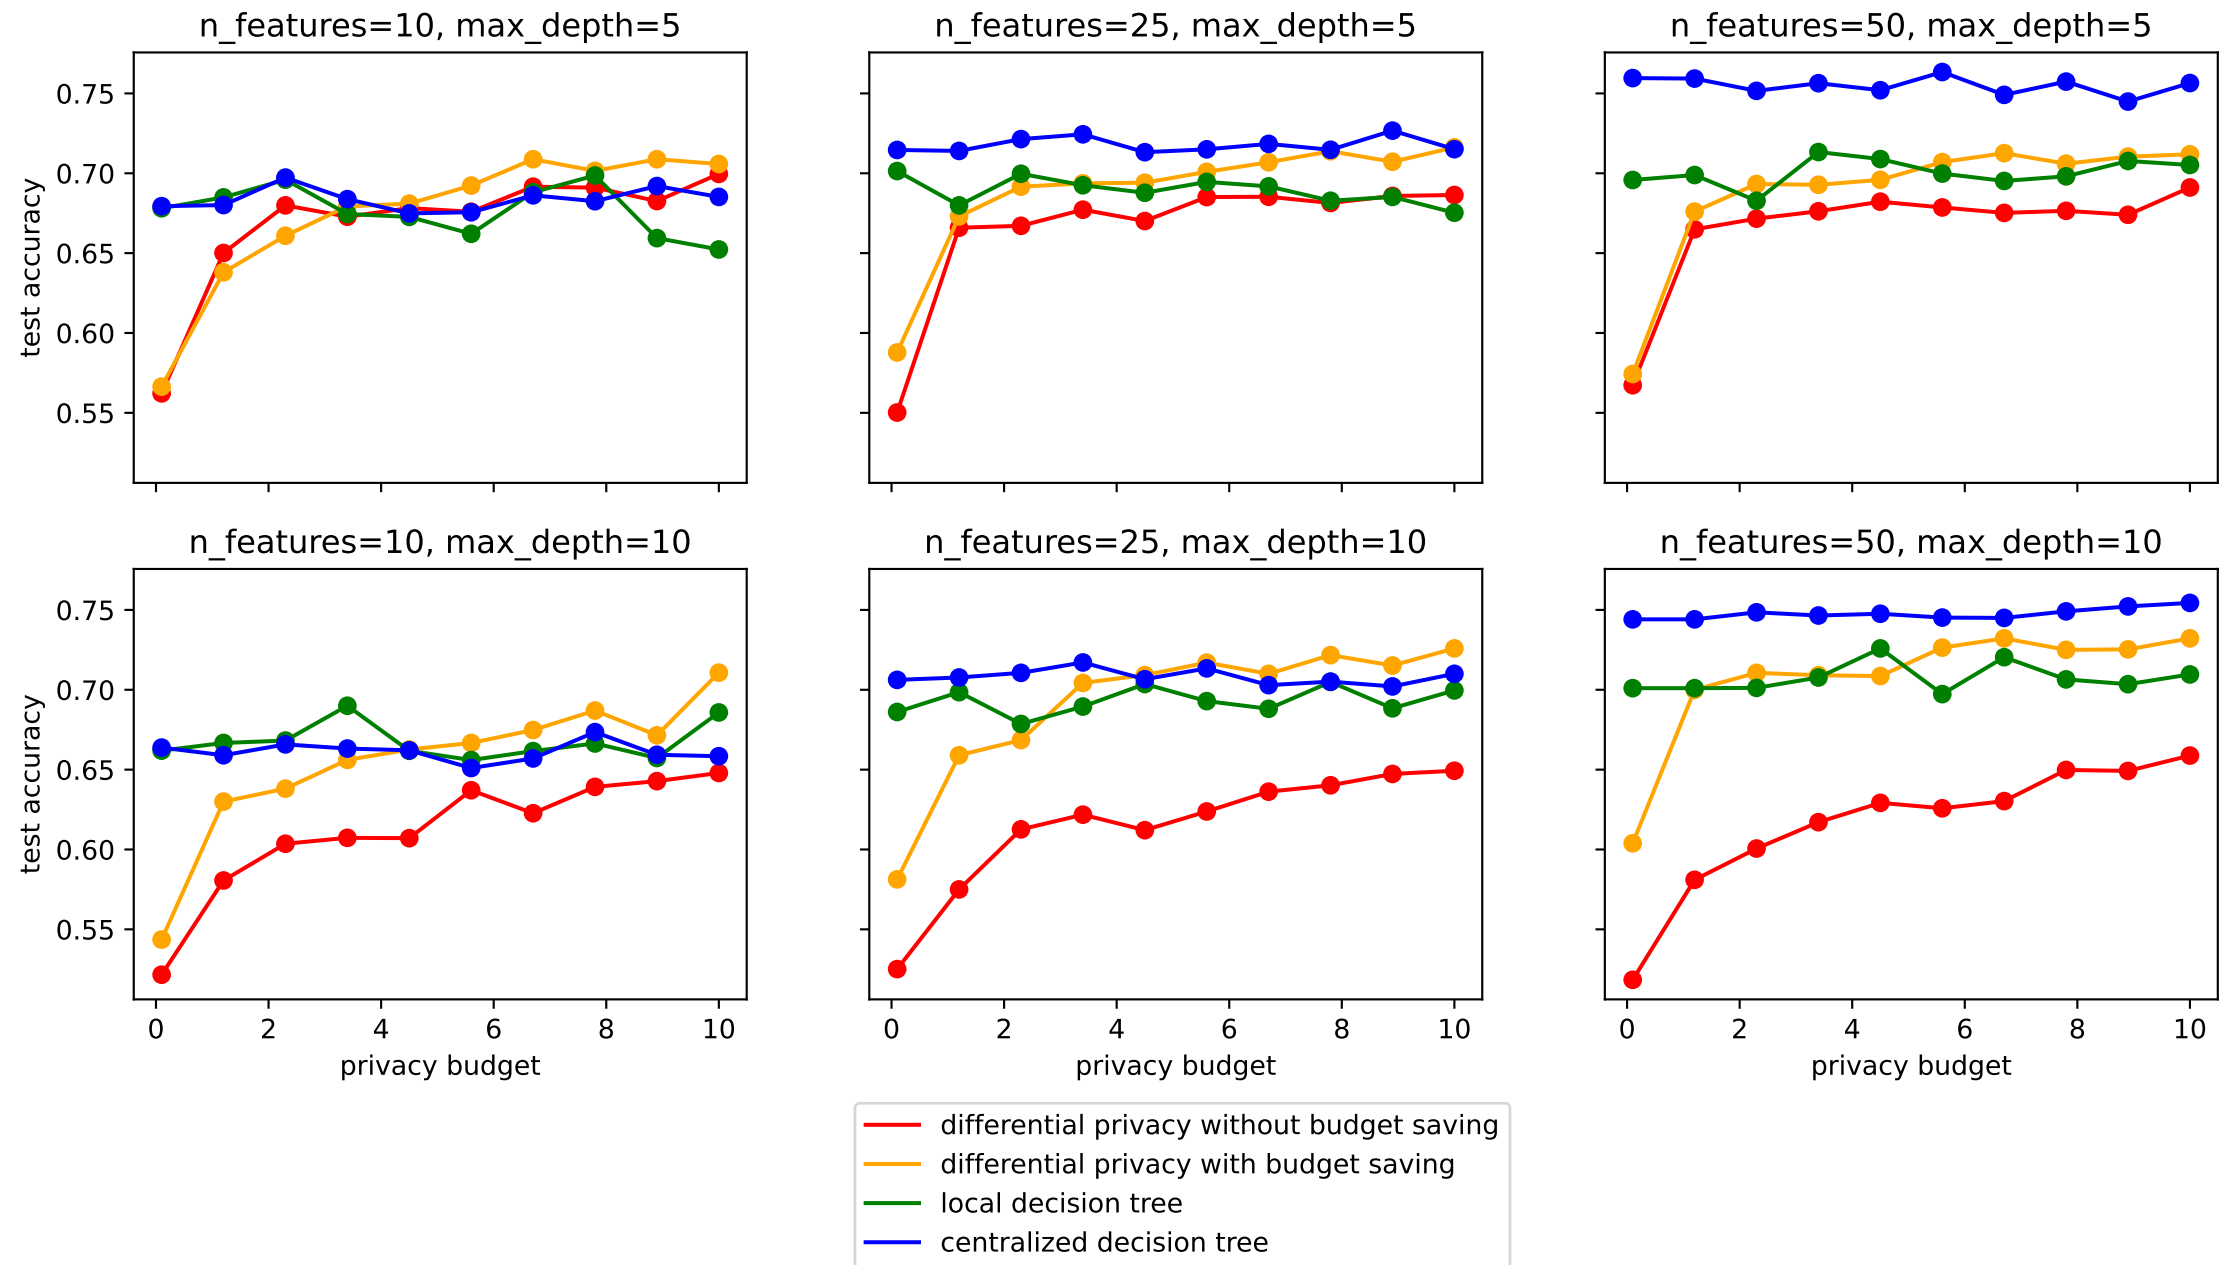 n_features=10, max_depth=5
n_features=25, max_depth=5
n_features=50, max_depth=5
test accuracy
0.75
0.70
0.65
0.60
0.55
n_features=10, max_depth=10
n_features=25, max_depth=10
n_features=50, max_depth=10
test accuracy
0.75
0.70
0.65
0.60
0.55
0 2 4 6 8 10
0 2 4 6 8 10
0 2 4 6 8 10
privacy budget
privacy budget
privacy budget
differential privacy without budget saving
differential privacy with budget saving
local decision tree
centralized decision tree